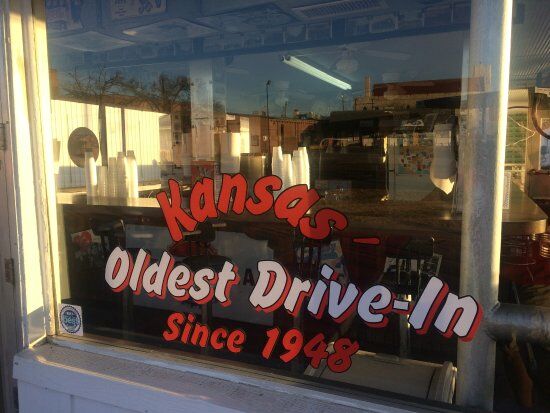 Kansas -
Oldest Drive-In
Since 1948